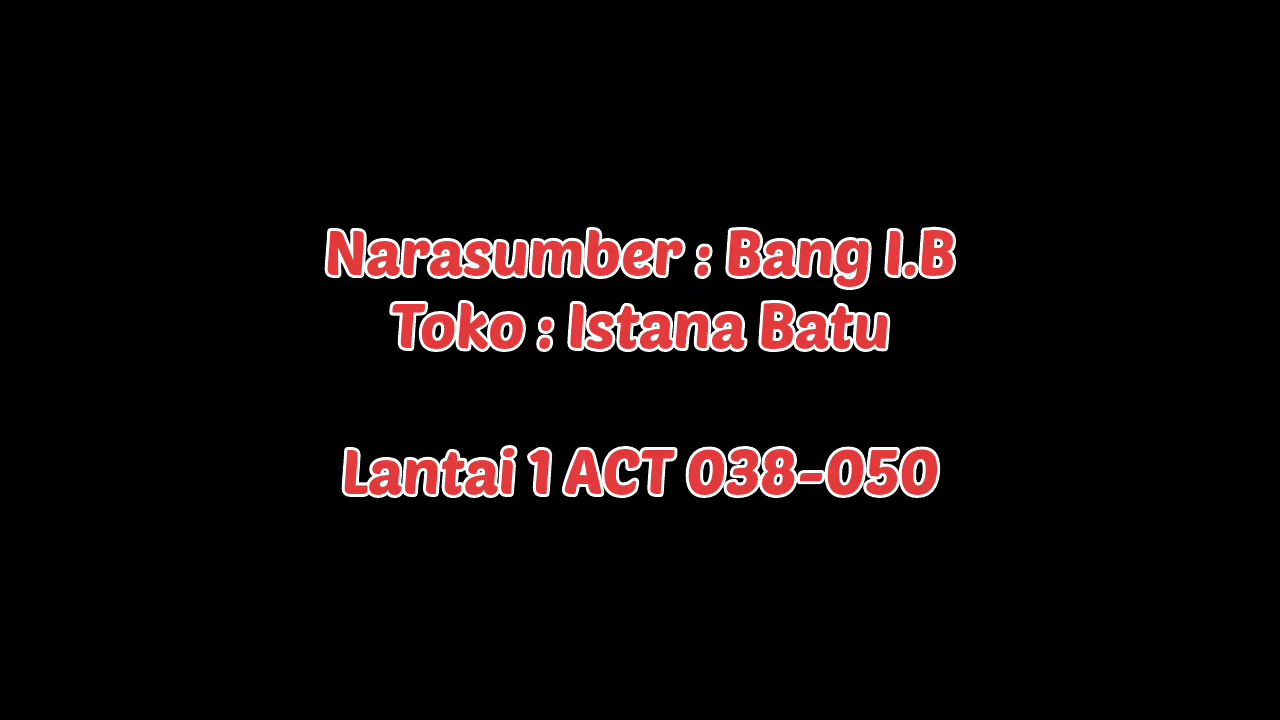 Narasumber : Bang I.B
Toko : Istana Batu
Lantai 1 ACT 038-050